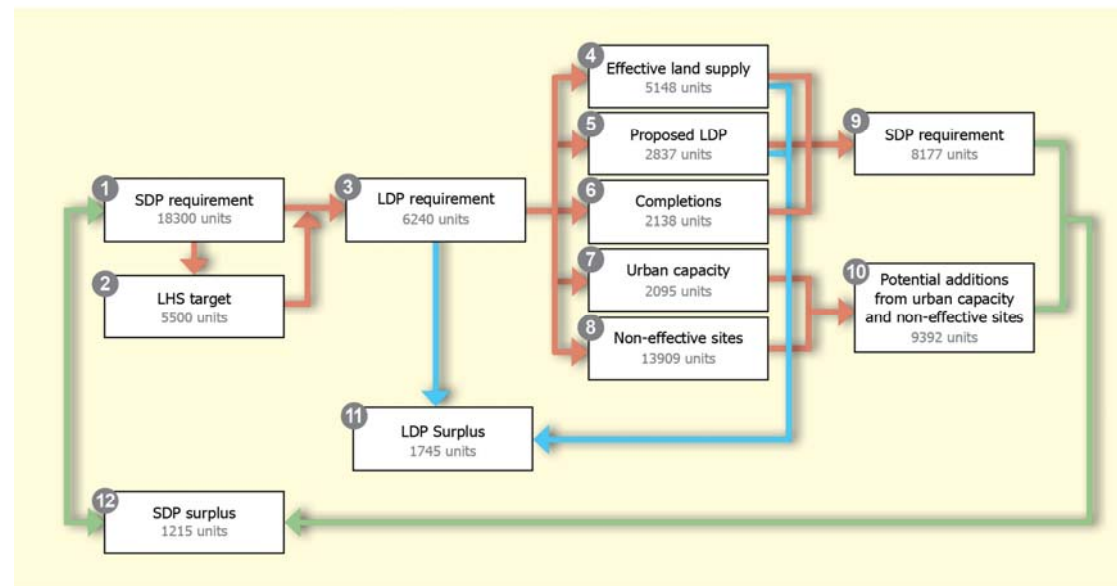 1
SDP requirement
18300 units
2
LHS target
5500 units
3
LDP requirement
6240 units
4
Effective land supply
5148 units
5
Proposed LDP
2837 units
6
Completions
2138 units
7
Urban capacity
2095 units
8
Non-effective sites
13909 units
9
SDP requirement
8177 units
10
Potential additions
from urban capacity
and non-effective sites
9392 units
11
LDP Surplus
1745 units
12
SDP surplus
1215 units